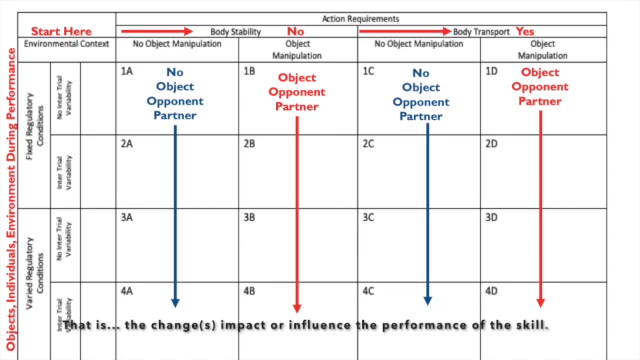 Action Requirements
Start Here
Body Stability
No
Body Transport
Yes
Environmental Context
No Object Manipulation
Object
Manipulation
No Object Manipulation
Object
Manipulation
Objects, Individuals, Environment During Performance
Fixed Regulatory
Conditions
No Inter Trial
Variability
1A
No
Object
Opponent
Partner
1B
Object
Opponent
Partner
1C
No
Object
Opponent
Partner
1D
Object
Opponent
Partner
Inter Trial
Variability
2A
2B
2C
2D
Varied Regulatory
Conditions
No Inter Trial
Variability
3A
3B
3C
3D
Inter Trial
Variability
4A
4B
4C
4D
That is... the change(s) impact or influence the performance of the skill.